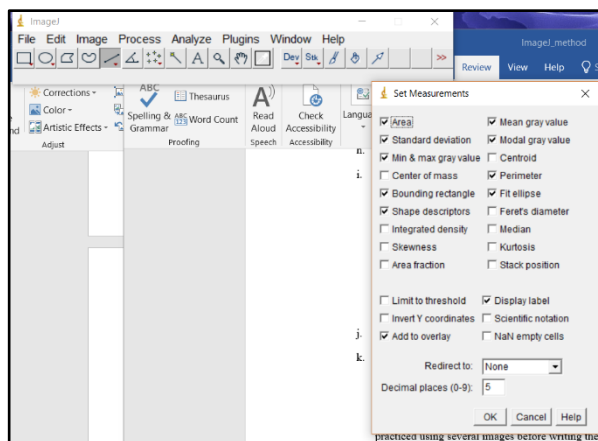 ImageJ
File Edit Image Process Analyze Plugins Window Help
Dev Stk >>
ImageJ_method
Review View Help
Corrections
Color
Artistic Effects
Adjust
ABC
Spelling & Grammar
Thesaurus
ABC 123 Word Count
Proofing
Read Aloud
Speech
Check Accessibility
Accessibility
Langua
h.
i.
j.
k.
Set Measurements
Area Mean gray value
Standard deviation Modal gray value
Min & max gray value Centroid
Center of mass Perimeter
Bounding rectangle Fit ellipse
Shape descriptors Feret's diameter
Integrated density Median
Skewness Kurtosis
Area fraction Stack position
Limit to threshold Display label
Invert Y coordinates Scientific notation
Add to overlay NaN empty cells
Redirect to: None
Decimal places (0-9): 5
OK Cancel Help
practiced using several images before writing the